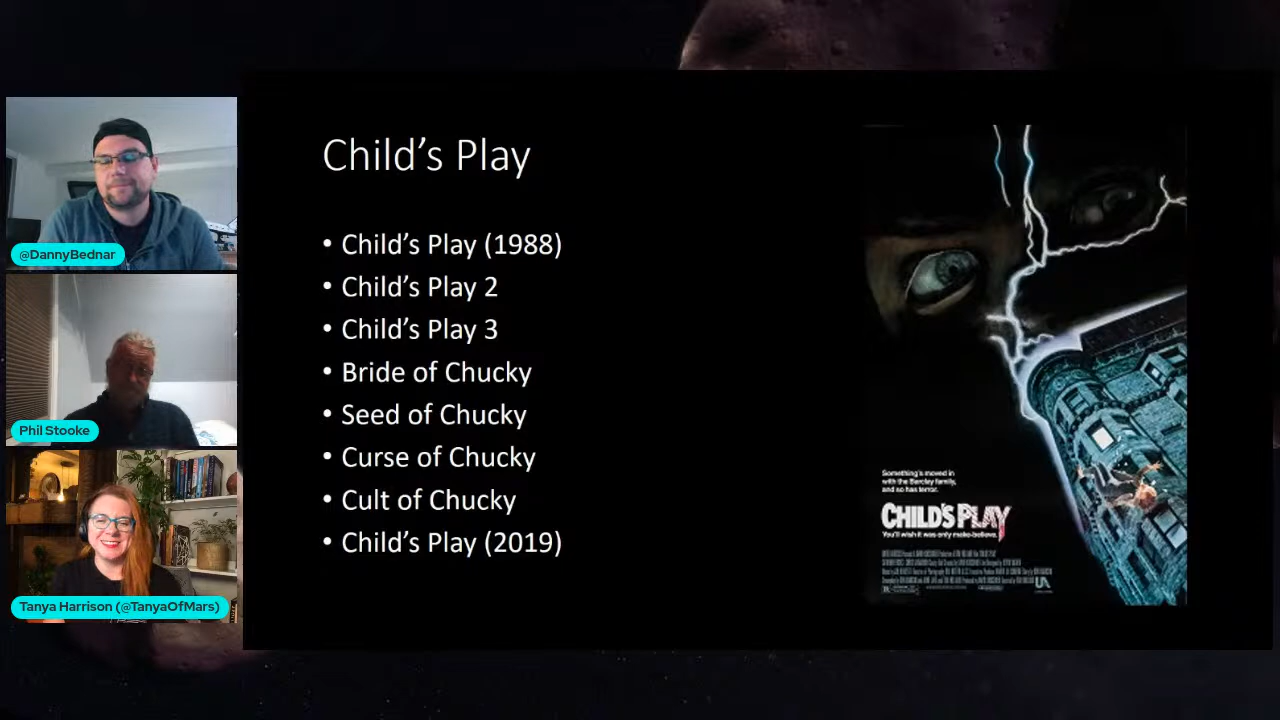 @DannyBednar
Phil Stooke
Tanya Harrison (@TanyaOfMars)
Child's Play
• Child's Play (1988)
• Child's Play 2
• Child's Play 3
• Bride of Chucky
• Seed of Chucky
• Curse of Chucky
• Cult of Chucky
• Child's Play (2019)
Something's moved in
with the Barclay family,
and so has terror.
CHILD'S PLAY
You'll wish it was only make-believe.